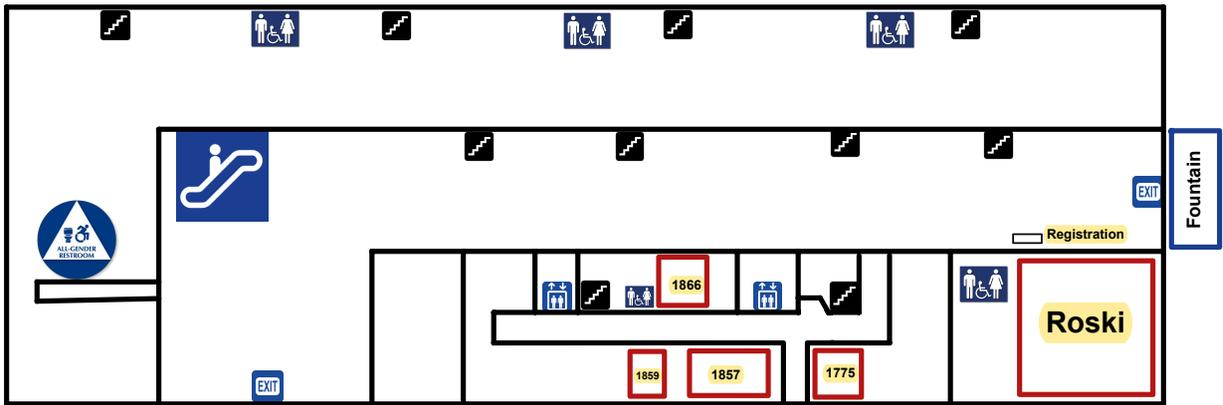 Fountain
ALL-GENDER
RESTROOM
EXIT
Registration
1866
Roski
1859
1857
1775
EXIT